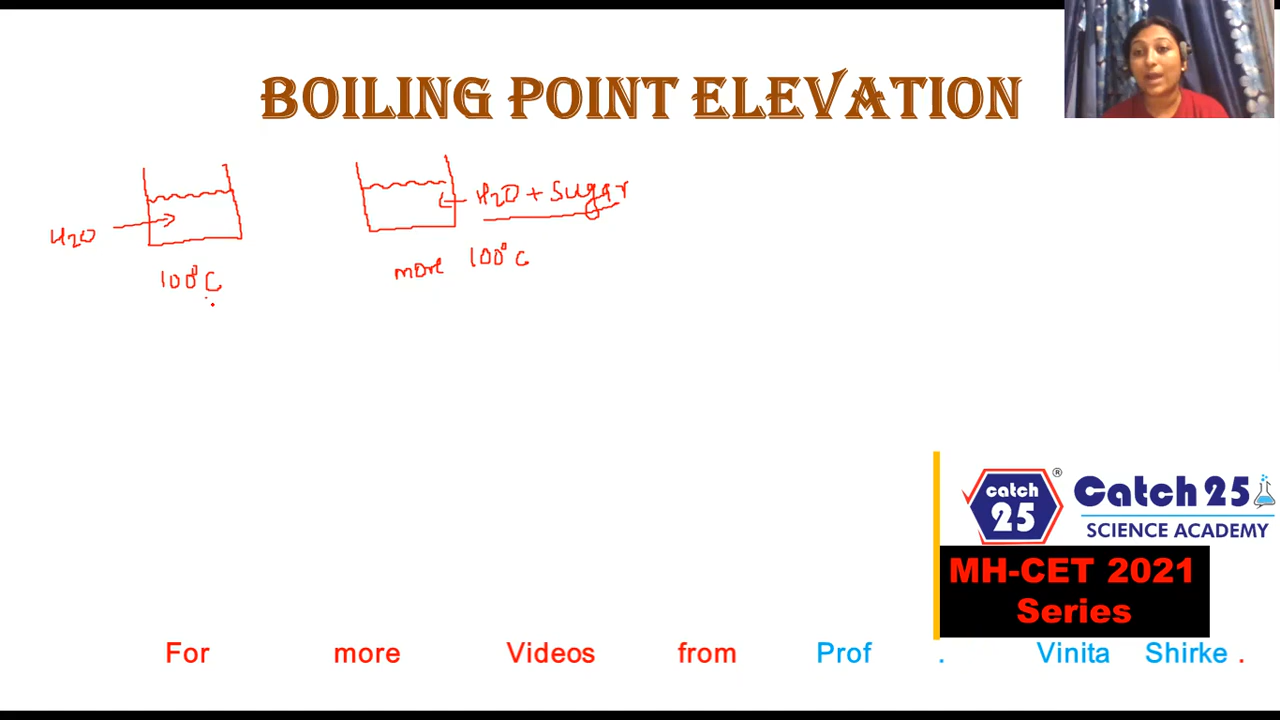 BOILING POINT ELEVATION
H2O
100°C
H2O + Sugar
more 100°C
catch
25
®
Catch 25
SCIENCE ACADEMY
MH-CET 2021
Series
For more Videos from Prof . Vinita Shirke .